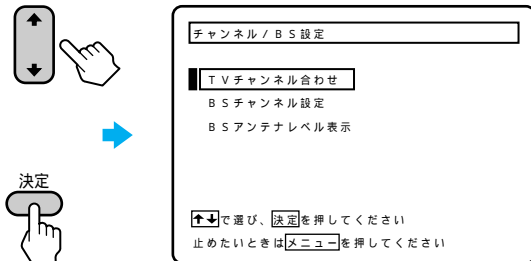 決定
チャンネル/BS設定
TVチャンネル合わせ
BSチャンネル設定
BSアンテナレベル表示
↑↓で選び、決定を押してください
止めたいときはメニューを押してください